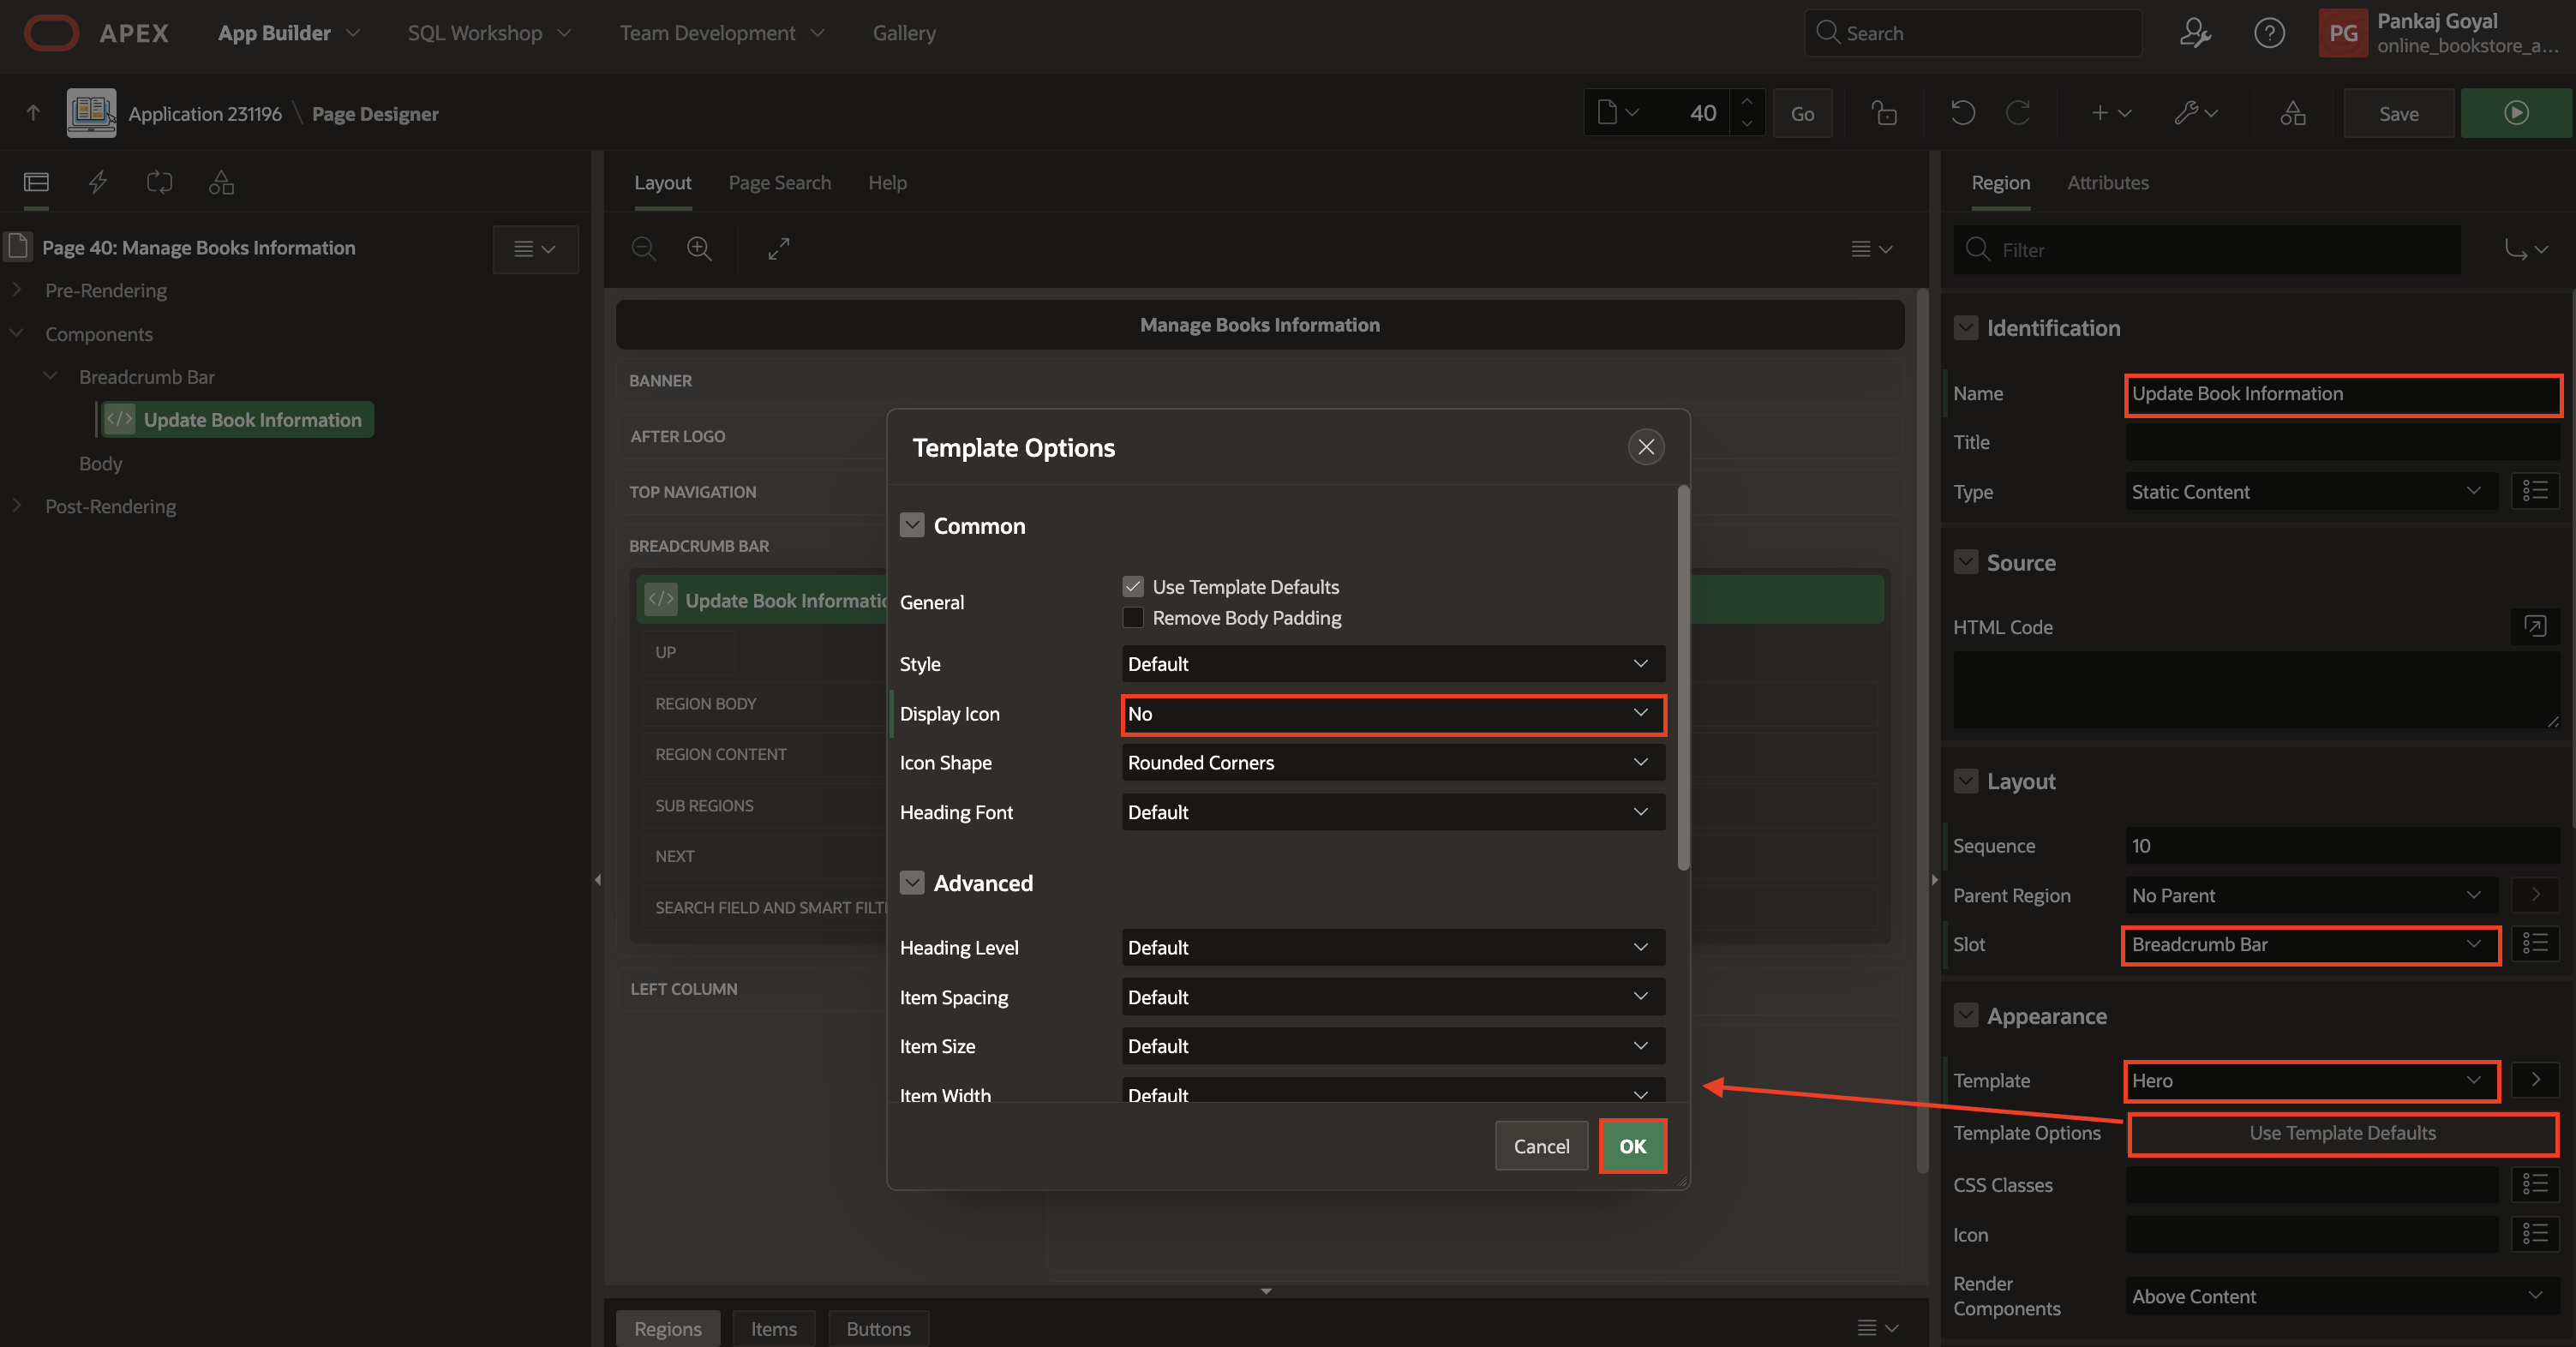 APEX App Builder SQL Workshop Team Development Gallery Search PG Pankaj Goyal
online_bookstore_a...
Application 231196 \ Page Designer 40 Go Save
Layout Page Search Help
Region Attributes
Page 40: Manage Books Information
Pre-Rendering
Components
Breadcrumb Bar
</> Update Book Information
Body
Post-Rendering
Manage Books Information
BANNER
AFTER LOGO
TOP NAVIGATION
BREADCRUMB BAR
</> Update Book Informatio
UP
REGION BODY
REGION CONTENT
SUB REGIONS
NEXT
SEARCH FIELD AND SMART FILT
LEFT COLUMN
Regions Items Buttons
Template Options
Common
General Use Template Defaults
Remove Body Padding
Style Default
Display Icon No
Icon Shape Rounded Corners
Heading Font Default
Advanced
Heading Level Default
Item Spacing Default
Item Size Default
Item Width Default
Cancel OK
Filter
Identification
Name Update Book Information
Title
Type Static Content
Source
HTML Code
Layout
Sequence 10
Parent Region No Parent
Slot Breadcrumb Bar
Appearance
Template Hero
Template Options Use Template Defaults
CSS Classes
Icon
Render
Components Above Content